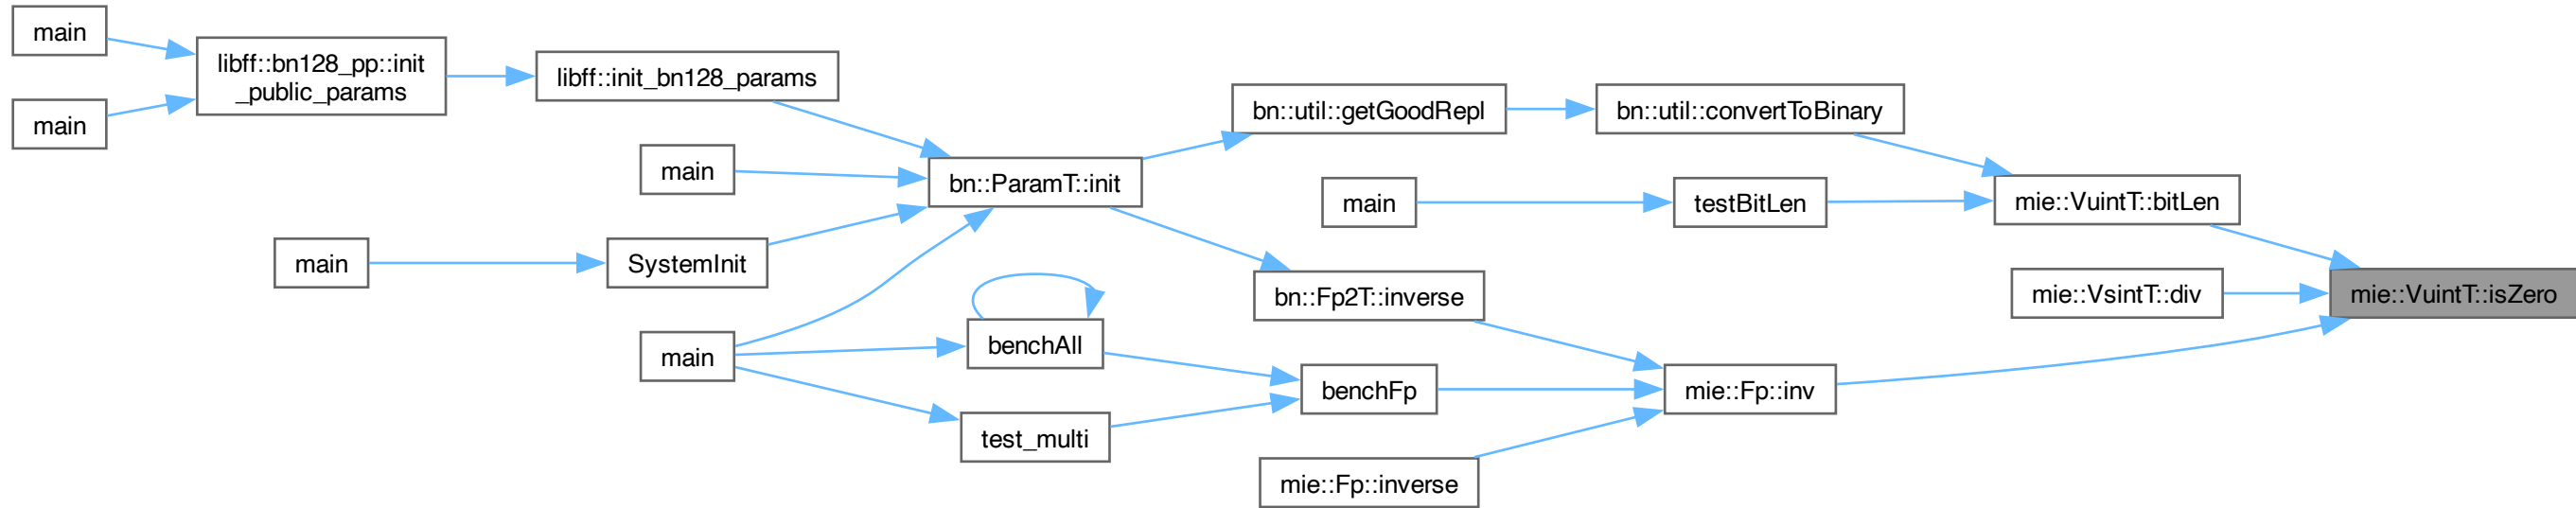 main
libff::bn128_pp::init
_public_params
main
libff::init_bn128_params
main
bn::ParamT::init
main
SystemInit
main
benchAll
test_multi
bn::util::getGoodRepl
bn::util::convertToBinary
main
testBitLen
mie::VuintT::bitLen
bn::Fp2T::inverse
mie::VsintT::div
mie::VuintT::isZero
benchFp
mie::Fp::inv
mie::Fp::inverse